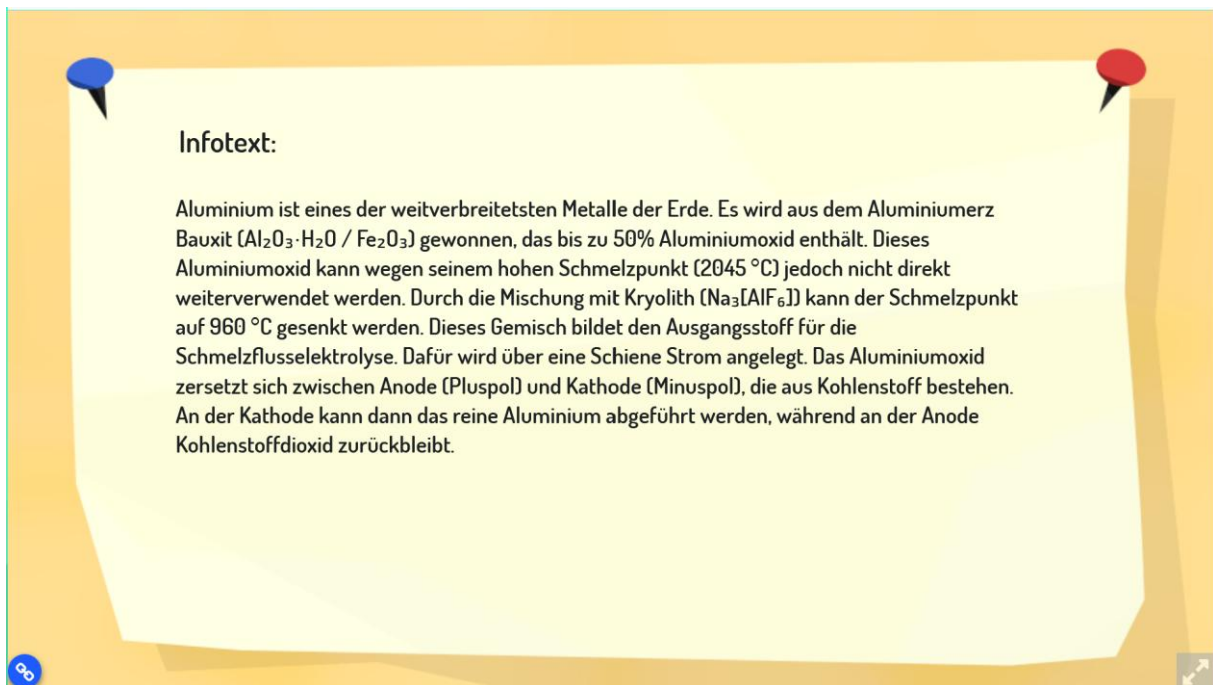 Infotext:
Aluminium ist eines der weitverbreitetsten Metalle der Erde. Es wird aus dem Aluminiumerz
Bauxit (Al₂O₃·H₂O / Fe₂O₃) gewonnen, das bis zu 50% Aluminiumoxid enthält. Dieses
Aluminiumoxid kann wegen seinem hohen Schmelzpunkt (2045 °C) jedoch nicht direkt
weiterverwendet werden. Durch die Mischung mit Kryolith (Na₃[AlF₆]) kann der Schmelzpunkt
auf 960 °C gesenkt werden. Dieses Gemisch bildet den Ausgangsstoff für die
Schmelzflusselektrolyse. Dafür wird über eine Schiene Strom angelegt. Das Aluminiumoxid
zersetzt sich zwischen Anode (Pluspol) und Kathode (Minuspol), die aus Kohlenstoff bestehen.
An der Kathode kann dann das reine Aluminium abgeführt werden, während an der Anode
Kohlenstoffdioxid zurückbleibt.